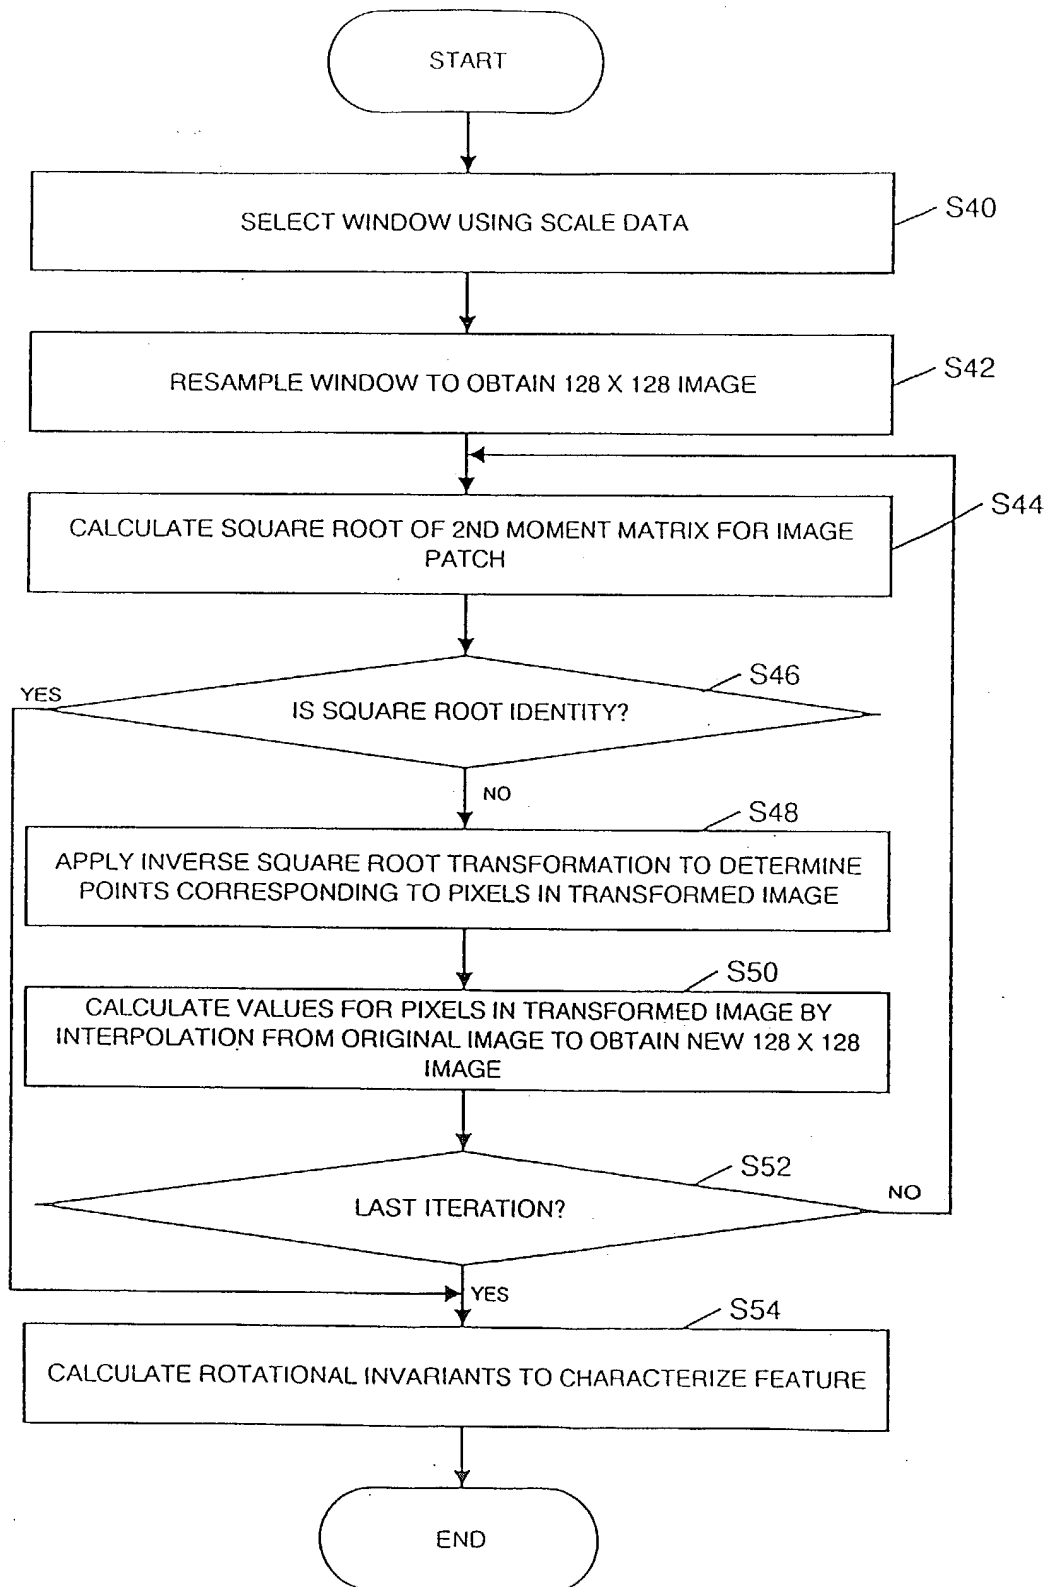 START
SELECT WINDOW USING SCALE DATA
S40
RESAMPLE WINDOW TO OBTAIN 128 X 128 IMAGE
S42
CALCULATE SQUARE ROOT OF 2ND MOMENT MATRIX FOR IMAGE
PATCH
S44
S46
YES
IS SQUARE ROOT IDENTITY?
NO
S48
APPLY INVERSE SQUARE ROOT TRANSFORMATION TO DETERMINE
POINTS CORRESPONDING TO PIXELS IN TRANSFORMED IMAGE
S50
CALCULATE VALUES FOR PIXELS IN TRANSFORMED IMAGE BY
INTERPOLATION FROM ORIGINAL IMAGE TO OBTAIN NEW 128 X 128
IMAGE
S52
LAST ITERATION?
NO
YES
S54
CALCULATE ROTATIONAL INVARIANTS TO CHARACTERIZE FEATURE
END